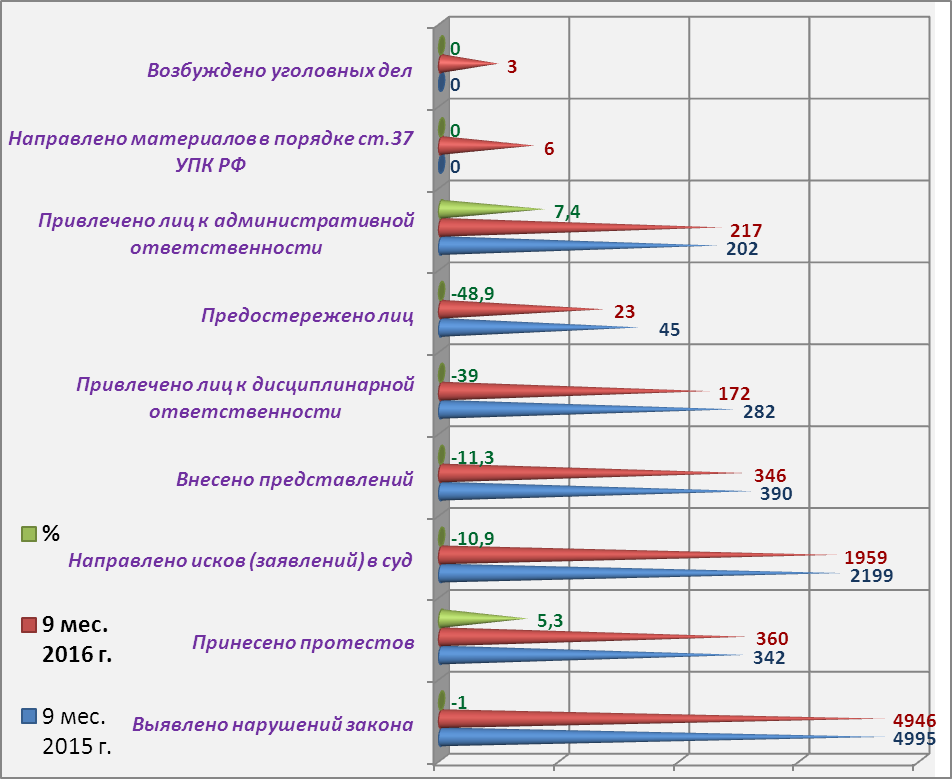 Возбуждено уголовных дел
0
3
0
Направлено материалов в порядке ст.37
УПК РФ
0
6
0
Привлечено лиц к административной
ответственности
7,4
217
202
Предостережено лиц
-48,9
23
45
Привлечено лиц к дисциплинарной
ответственности
-39
172
282
Внесено представлений
-11,3
346
390
Направлено исков (заявлений) в суд
-10,9
1959
2199
Принесено протестов
5,3
360
342
Выявлено нарушений закона
-1
4946
4995
%
9 мес.
2016 г.
9 мес.
2015 г.